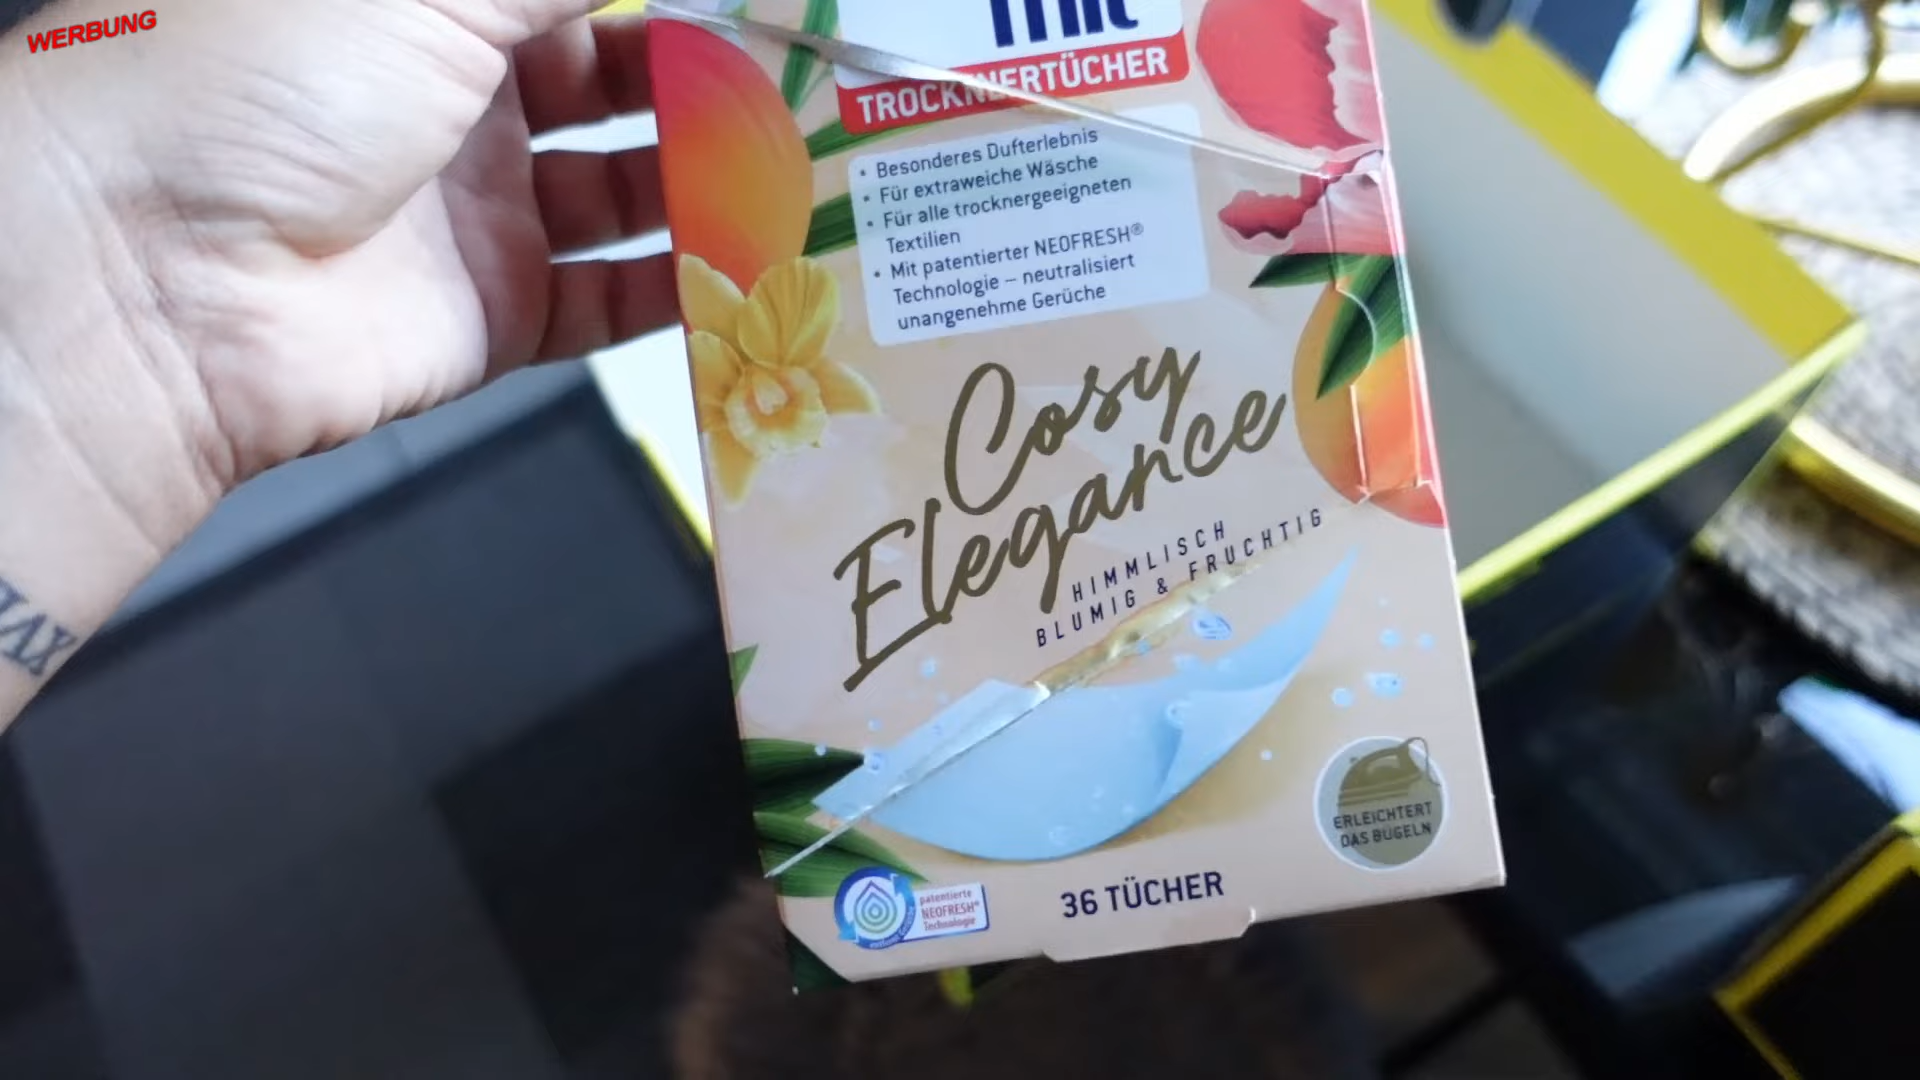 WERBUNG
TROCKNERTÜCHER
• Besonderes Dufterlebnis
• Für extraweiche Wäsche
• Für alle trocknergeeigneten
Textilien
• Mit patentierter NEOFRESH®
Technologie – neutralisiert
unangenehme Gerüche
Cosy
Elegance
HIMMLISCH
BLUMIG & FRUCHTIG
ERLEICHTERT
DAS BÜGELN
patentierte
NEOFRESH®
Technologie
36 TÜCHER